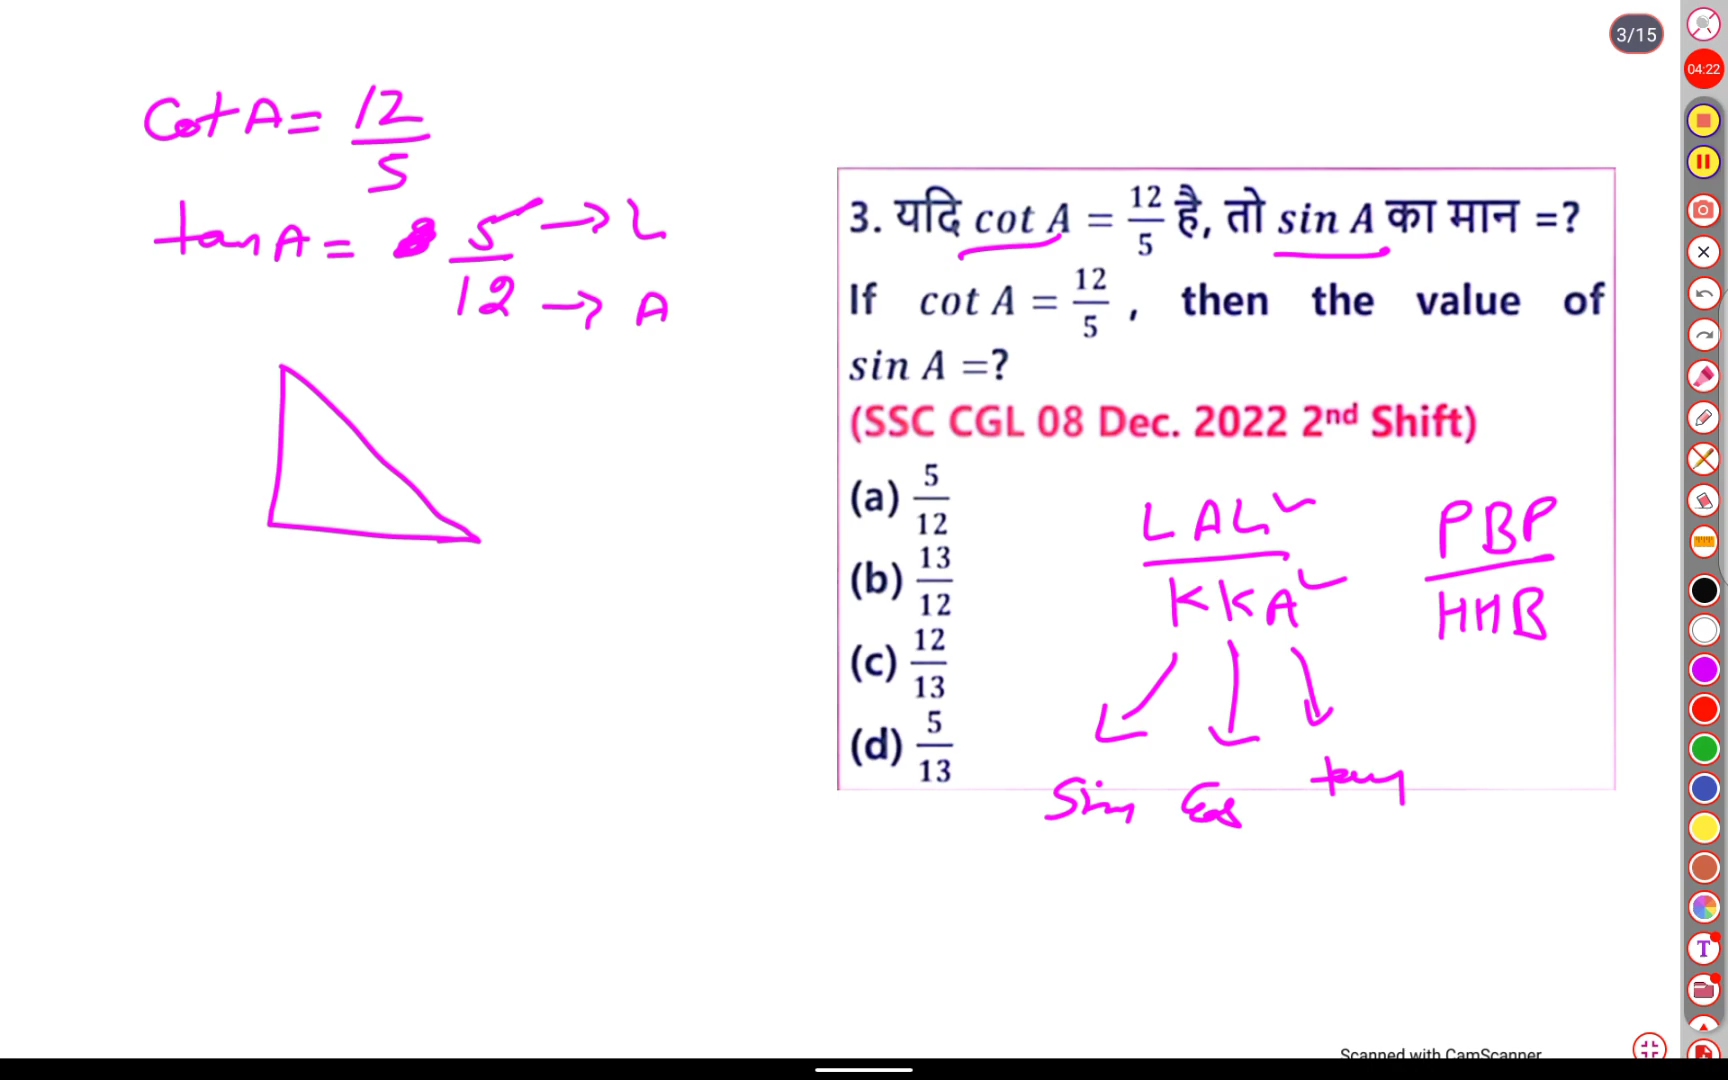 3/15
04:22
Cot A = 12/5
tan A = 5/12
→ L
→ A
3. यदि cot A = 12/5 है, तो sin A का मान =?
If cot A = 12/5, then the value of
sin A =?
(SSC CGL 08 Dec. 2022 2nd Shift)
(a) 5/12
(b) 13/12
(c) 12/13
(d) 5/13
LAL
KKA
PBP
HHB
Sin Cos tan
T
Scanned with CamScanner